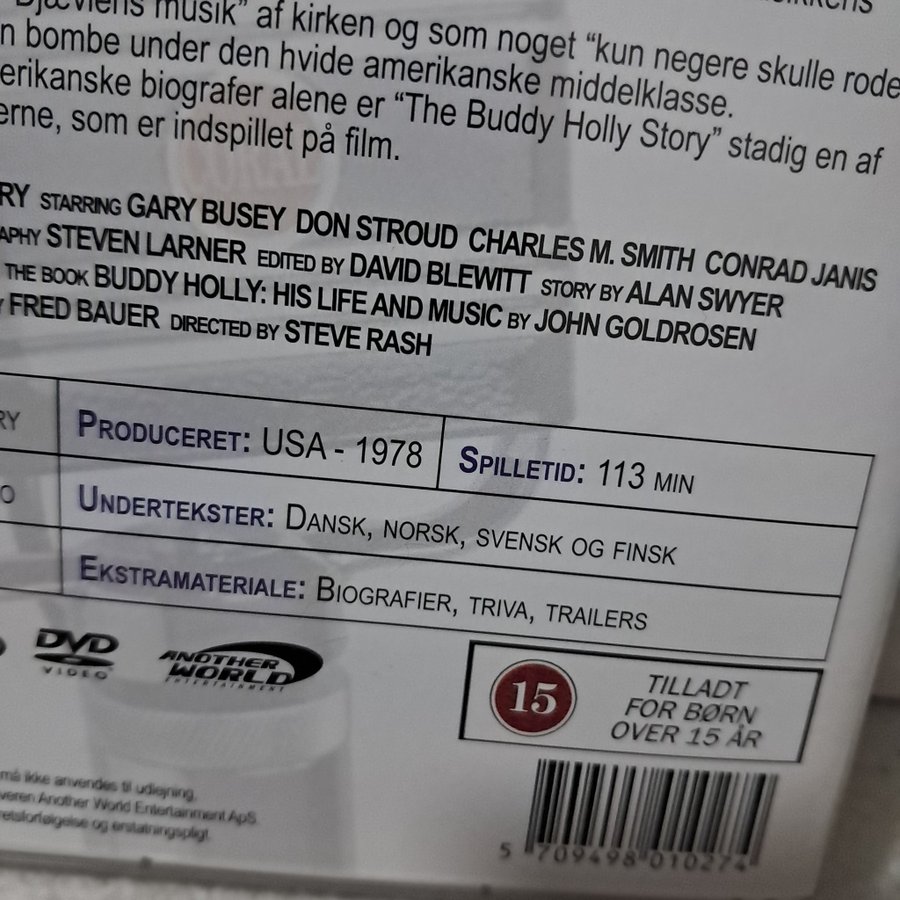 "Djævlens musik" af kirken og som noget "kun negere skulle rode
n bombe under den hvide amerikanske middelklasse.
erikanske biografer alene er "The Buddy Holly Story" stadig en af
erne, som er indspillet på film.
RY STARRING GARY BUSEY DON STROUD CHARLES M. SMITH CONRAD JANIS
APHY STEVEN LARNER EDITED BY DAVID BLEWITT STORY BY ALAN SWYER
THE BOOK BUDDY HOLLY: HIS LIFE AND MUSIC BY JOHN GOLDROSEN
Y FRED BAUER DIRECTED BY STEVE RASH
RY PRODUCERET: USA - 1978 SPILLETID: 113 MIN
O UNDERTEKSTER: DANSK, NORSK, SVENSK OG FINSK
EKSTRAMATERIALE: BIOGRAFIER, TRIVA, TRAILERS
DVD VIDEO
ANOTHER WORLD ENTERTAINMENT
15
TILLADT
FOR BØRN
OVER 15 ÅR
må ikke anvendes til udlejning.
veren Another World Entertainment ApS.
retsforfølgelse og erstatningspligt.
5 709498 010274